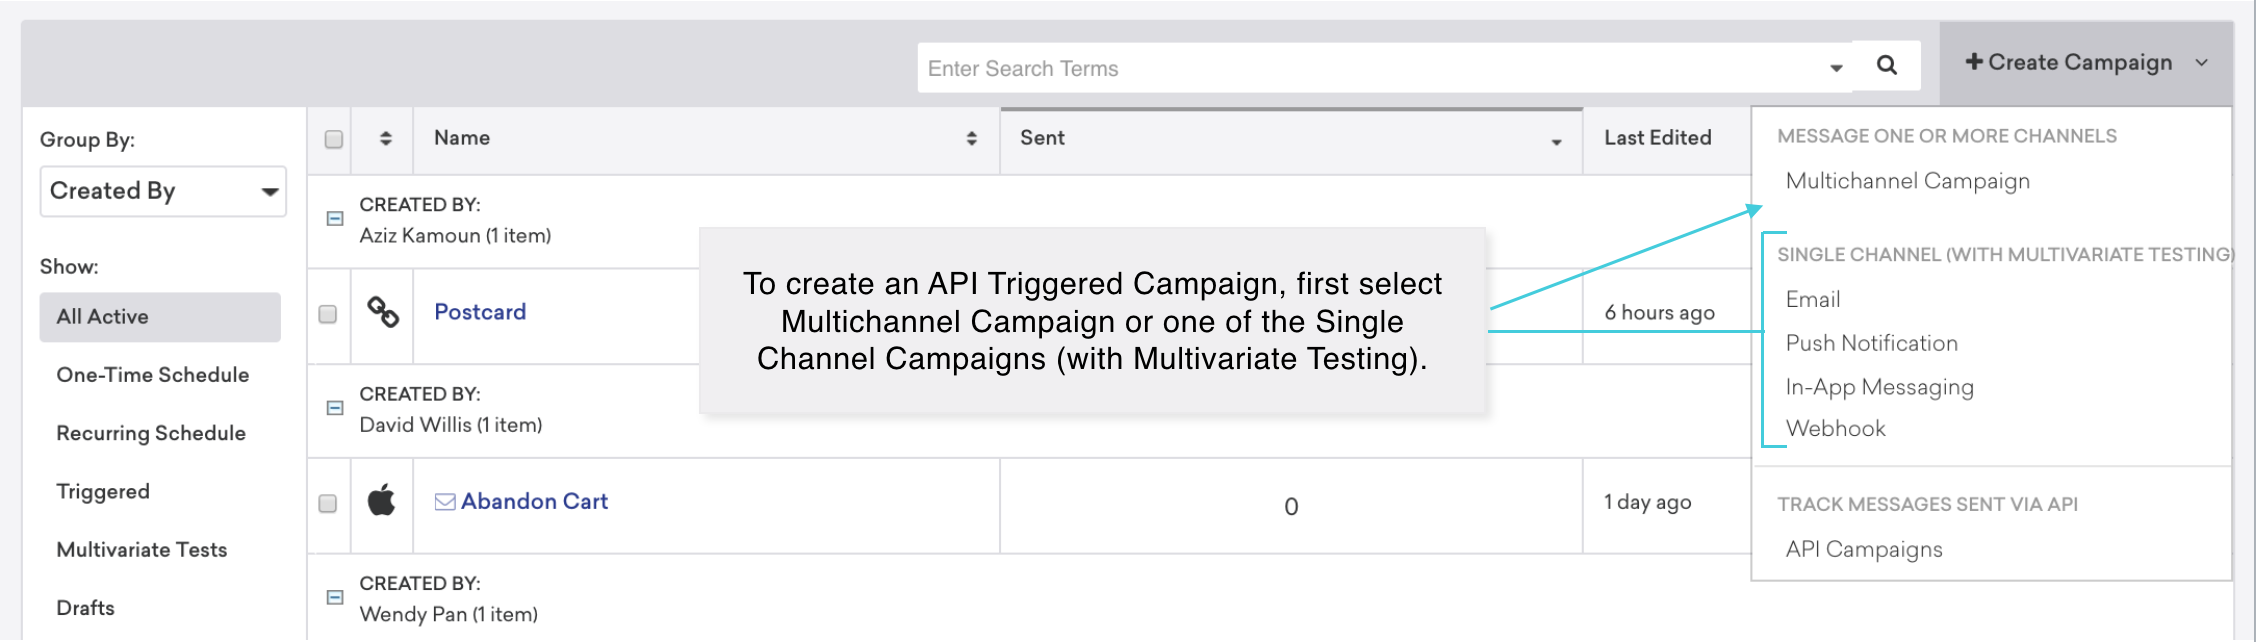 Enter Search Terms
Create Campaign
Group By:
Created By
Show:
All Active
One-Time Schedule
Recurring Schedule
Triggered
Multivariate Tests
Drafts
Name
Sent
Last Edited
CREATED BY:
Aziz Kamoun (1 item)
Postcard
6 hours ago
CREATED BY:
David Willis (1 item)
Abandon Cart
0
1 day ago
CREATED BY:
Wendy Pan (1 item)
To create an API Triggered Campaign, first select
Multichannel Campaign or one of the Single
Channel Campaigns (with Multivariate Testing).
MESSAGE ONE OR MORE CHANNELS
Multichannel Campaign
SINGLE CHANNEL (WITH MULTIVARIATE TESTING)
Email
Push Notification
In-App Messaging
Webhook
TRACK MESSAGES SENT VIA API
API Campaigns